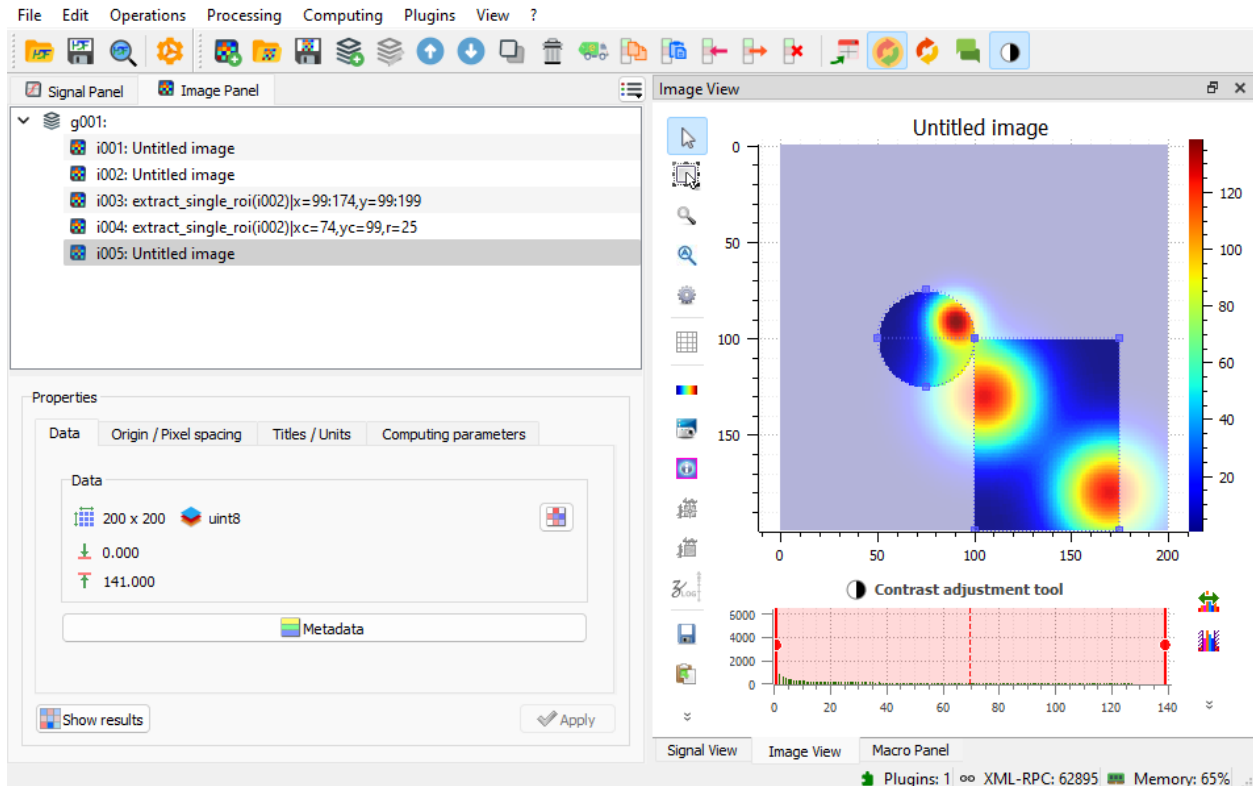 File Edit Operations Processing Computing Plugins View ?
Signal Panel Image Panel
g001:
i001: Untitled image
i002: Untitled image
i003: extract_single_roi(i002)|x=99:174,y=99:199
i004: extract_single_roi(i002)|xc=74,yc=99,r=25
i005: Untitled image
Properties
Data Origin / Pixel spacing Titles / Units Computing parameters
Data
200 x 200 uint8
0.000
141.000
Metadata
Show results Apply
Image View
Untitled image
0
50
100
150
0 50 100 150 200
120
100
80
60
40
20
Contrast adjustment tool
6000
4000
2000
0
0 20 40 60 80 100 120 140
Signal View Image View Macro Panel
Plugins: 1 XML-RPC: 62895 Memory: 65%